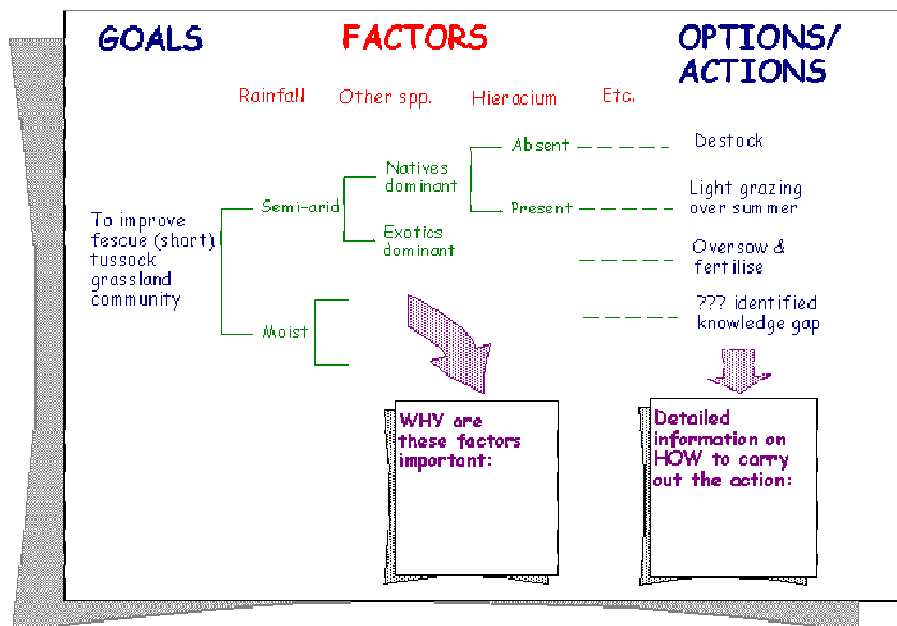 GOALS
FACTORS
OPTIONS/
ACTIONS
Rainfall
Other spp.
Hieracium
Etc.
Absent
Destock
Natives
dominant
Semi-arid
Present
Light grazing
over summer
To improve
fescue (short)
tussock
grassland
community
Exotics
dominant
Oversow &
fertilise
Moist
??? identified
knowledge gap
WHY are
these factors
important:
Detailed
information on
HOW to carry
out the action: